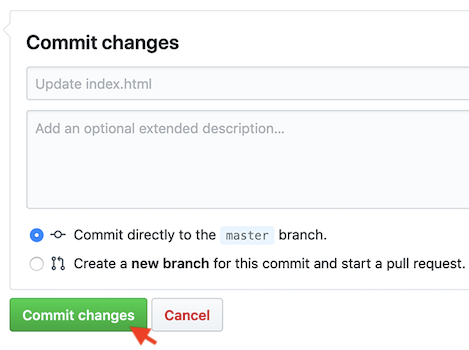 Commit changes
Update index.html
Add an optional extended description...
Commit directly to the master branch.
Create a new branch for this commit and start a pull request.
Commit changes Cancel